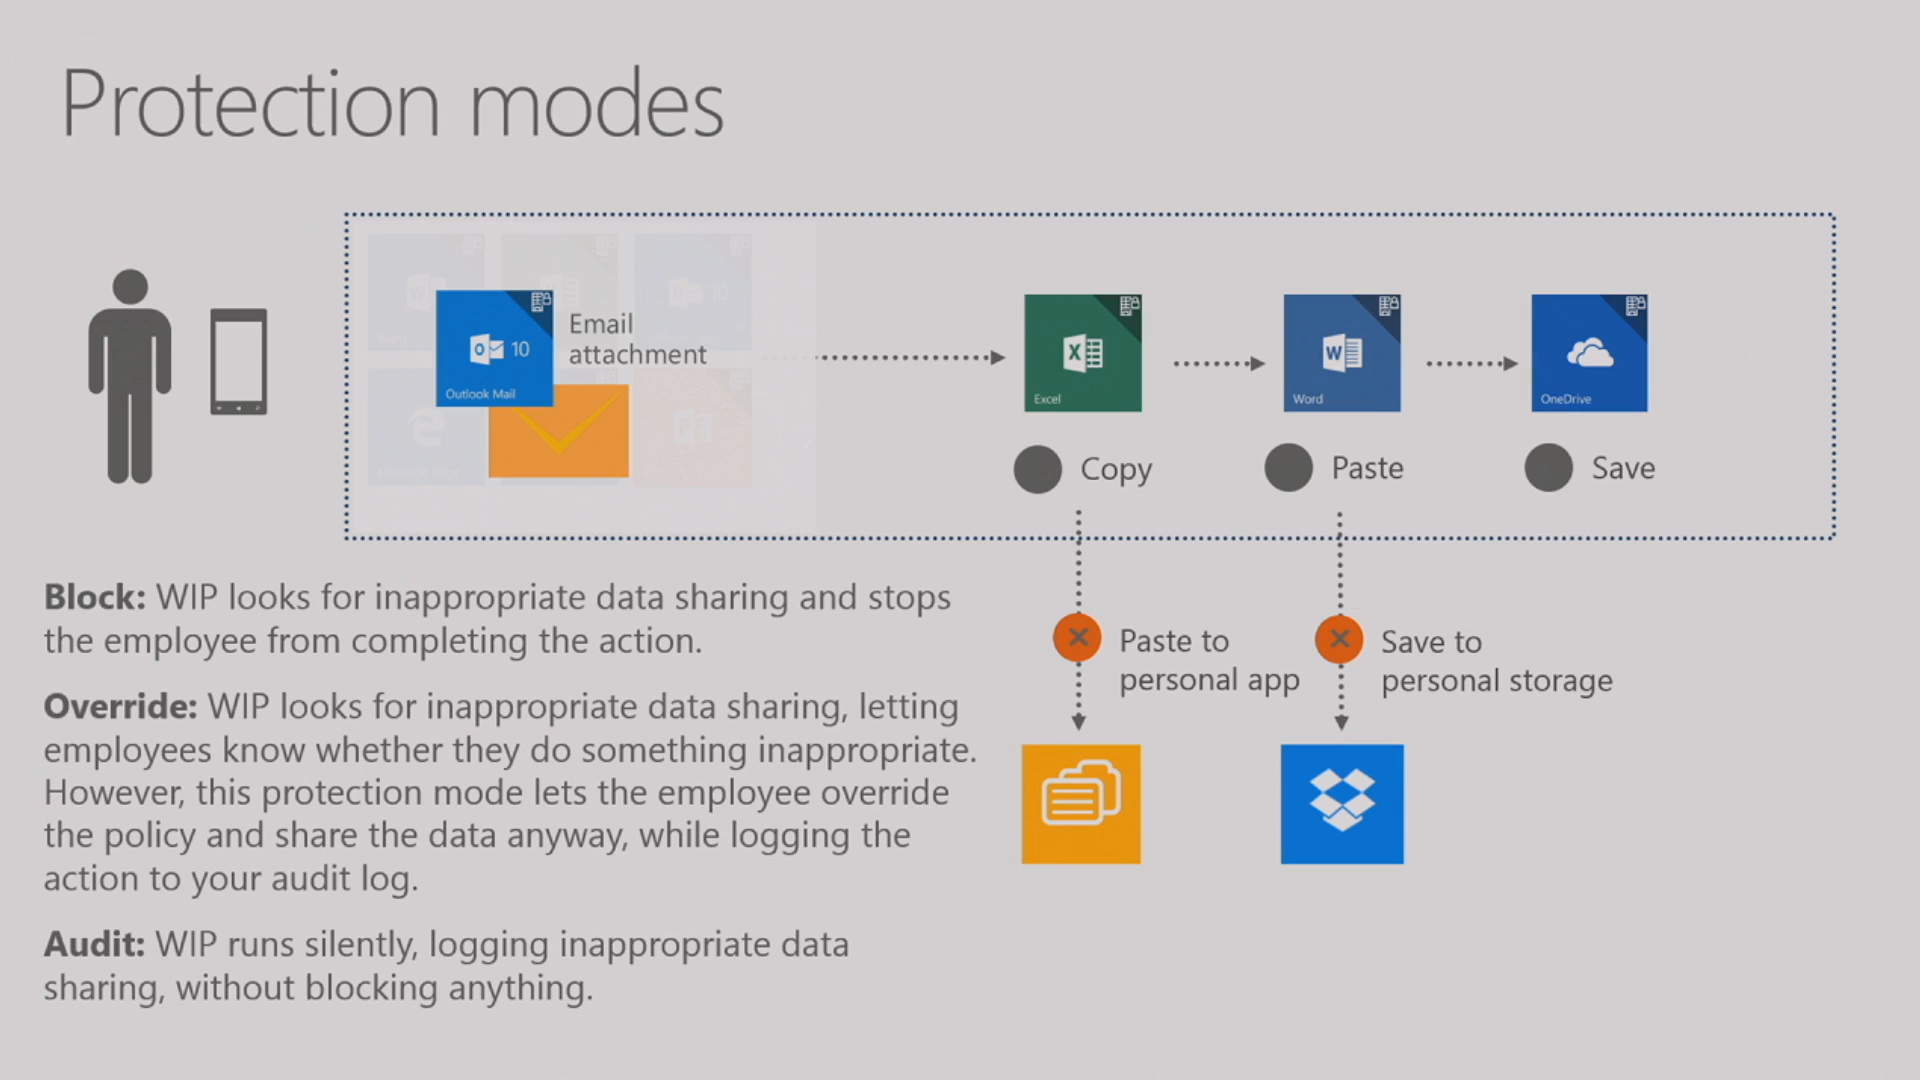 Protection modes
Email
attachment
O
10
Outlook Mail
X
Excel
W
Word
OneDrive
Copy
Paste
Save
Block: WIP looks for inappropriate data sharing and stops
the employee from completing the action.
Override: WIP looks for inappropriate data sharing, letting
employees know whether they do something inappropriate.
However, this protection mode lets the employee override
the policy and share the data anyway, while logging the
action to your audit log.
Audit: WIP runs silently, logging inappropriate data
sharing, without blocking anything.
Paste to
personal app
Save to
personal storage